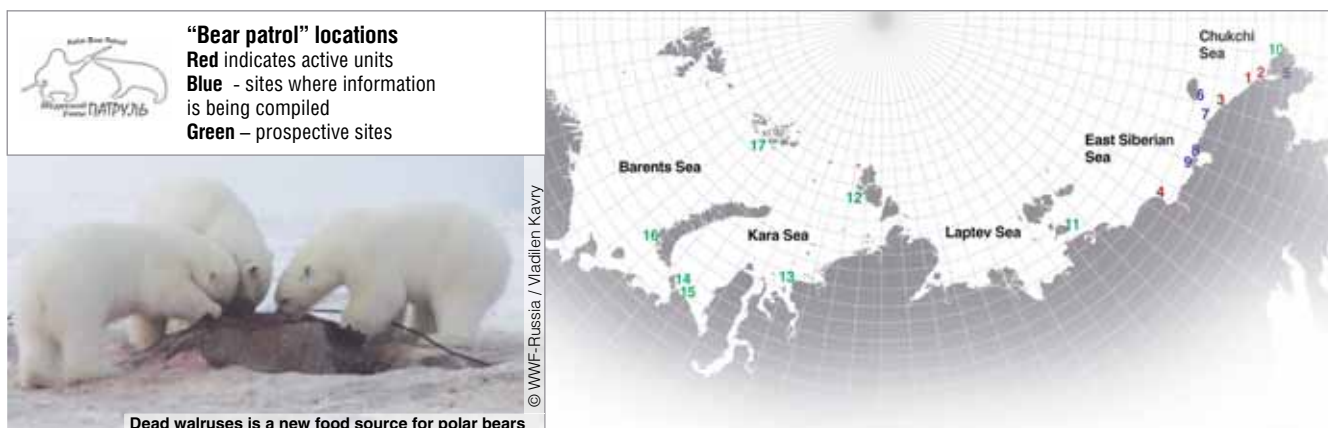 Polar Bear Patrol
ПАТРУЛЬ
"Bear patrol" locations
Red indicates active units
Blue - sites where information
is being compiled
Green – prospective sites
© WWF-Russia / Vladilen Kavry
Dead walruses is a new food source for polar bears
Chukchi
Sea
10
1
2
5
6
3
7
East Siberian
Sea
8
9
4
17
Barents Sea
12
11
Laptev Sea
16
Kara Sea
13
14
15